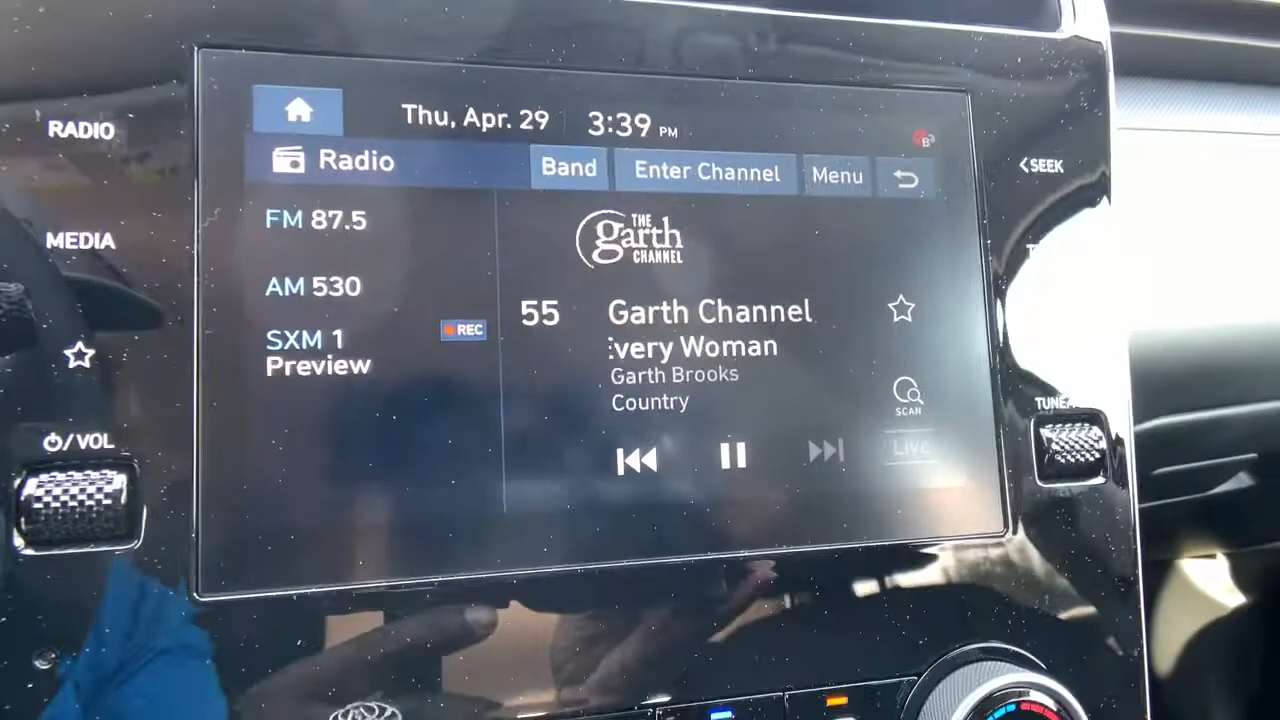 RADIO
MEDIA
/VOL
Thu, Apr. 29 3:39 PM
Radio
Band
Enter Channel
Menu
FM 87.5
AM 530
SXM 1
Preview
REC
THE
garth
CHANNEL
55
Garth Channel
very Woman
Garth Brooks
Country
SCAN
Live
SEEK
TUNE